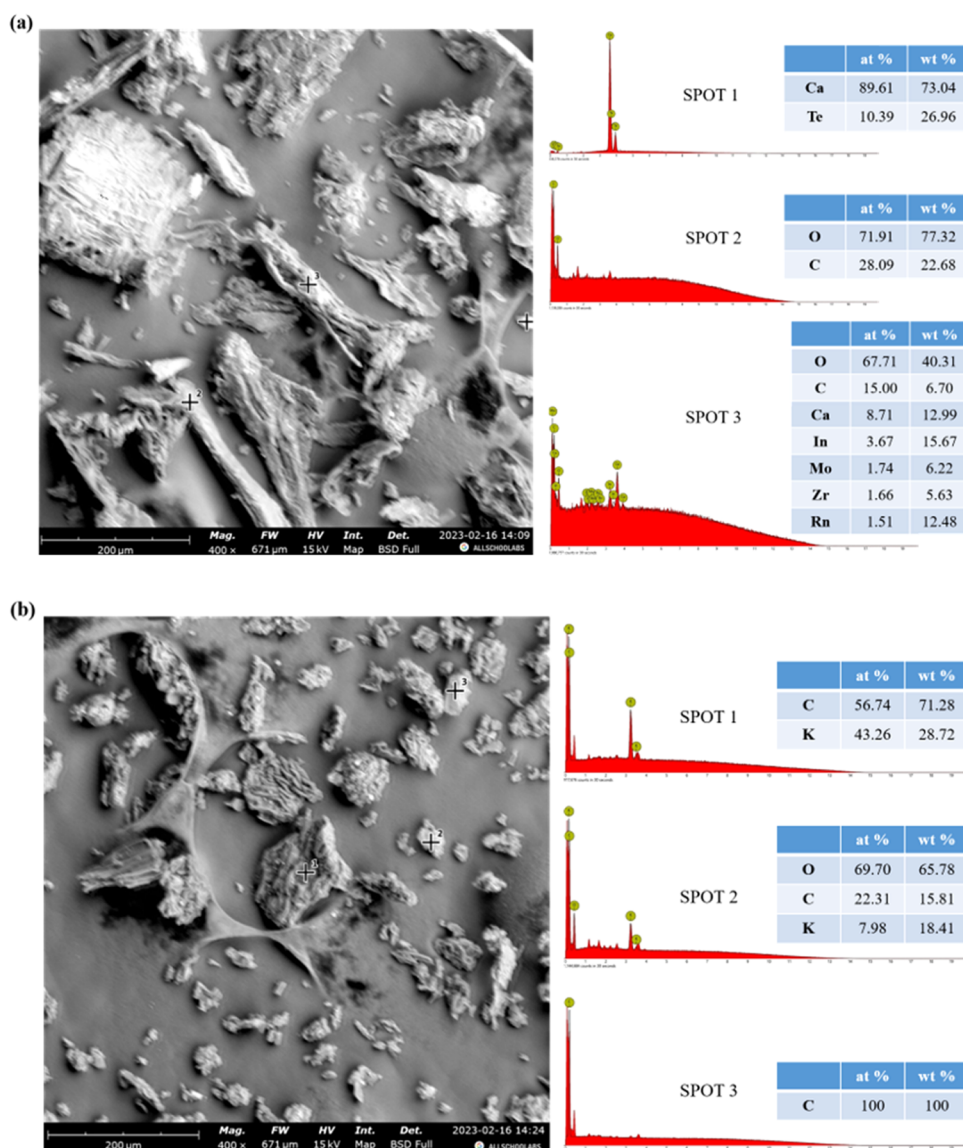 (a)
SPOT 1
at % wt %
Ca 89.61 73.04
Te 10.39 26.96
SPOT 2
at % wt %
O 71.91 77.32
C 28.09 22.68
SPOT 3
at % wt %
O 67.71 40.31
C 15.00 6.70
Ca 8.71 12.99
In 3.67 15.67
Mo 1.74 6.22
Zr 1.66 5.63
Rn 1.51 12.48
3
2
Mag. FW HV Int. Det. 2023-02-16 14:09
200 µm 400 × 671 µm 15 kV Map BSD Full ALLSCHOOLABS
(b)
SPOT 1
at % wt %
C 56.74 71.28
K 43.26 28.72
SPOT 2
at % wt %
O 69.70 65.78
C 22.31 15.81
K 7.98 18.41
SPOT 3
at % wt %
C 100 100
3
2
1
Mag. FW HV Int. Det. 2023-02-16 14:24
200 µm 400 × 671 µm 15 kV Map BSD Full ALLSCHOOLABS